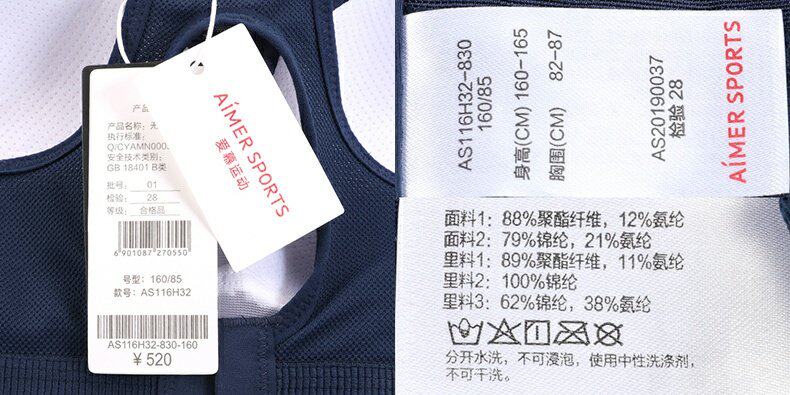 产品
产品名称：无
执行标准：
Q/CYAMN000
安全技术类别：
GB 18401 B类
批号： 01
检验： 28
等级： 合格品
6901087270550
号型：160/85
款号：AS116H32
AS116H32-830-160
¥520
AiMER SPORTS
爱慕运动
AS116H32-830
160/85
身高(CM) 160-165
胸围(CM) 82-87
AS20190037
检验 28
AiMER SPORTS
面料1：88%聚酯纤维，12%氨纶
面料2：79%锦纶，21%氨纶
里料1：89%聚酯纤维，11%氨纶
里料2：100%锦纶
里料3：62%锦纶，38%氨纶
分开水洗，不可浸泡，使用中性洗涤剂，
不可干洗。